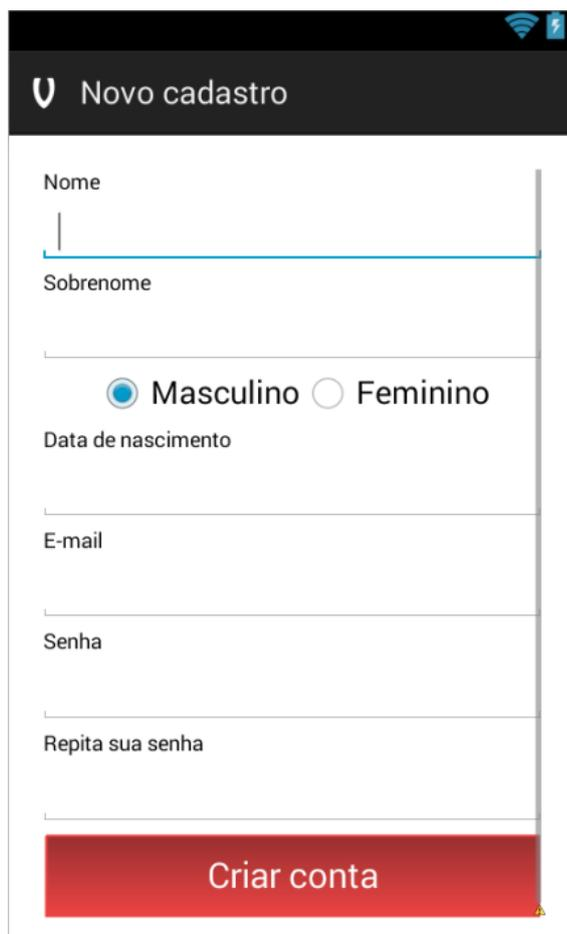 Novo cadastro
Nome
Sobrenome
Masculino Feminino
Data de nascimento
E-mail
Senha
Repita sua senha
Criar conta